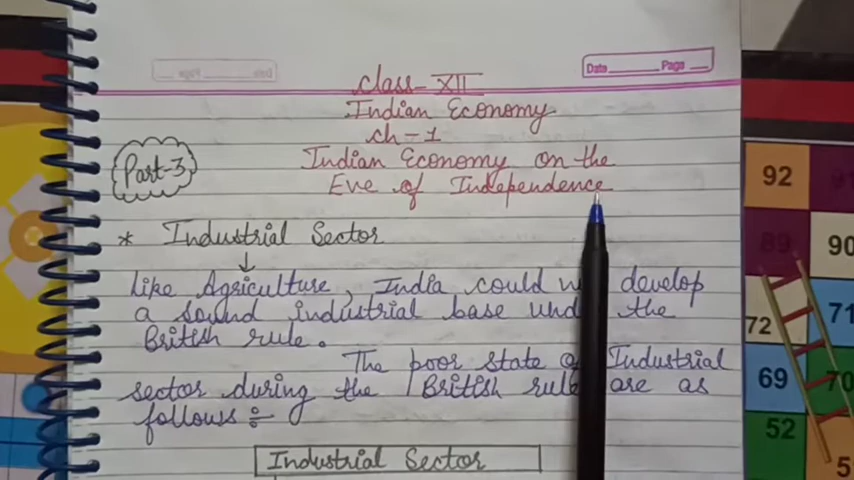 Date Page
Class - XII
Indian Economy
ch - 1
Part-3
Indian Economy on the
Eve of Independence
* Industrial Sector
↓
Like Agriculture, India could develop
a sound industrial base the
British rule.
The poor state Industrial
sector during the British rule are as
follows :-
Industrial Sector
92
89
90
72
71
69
70
52
5